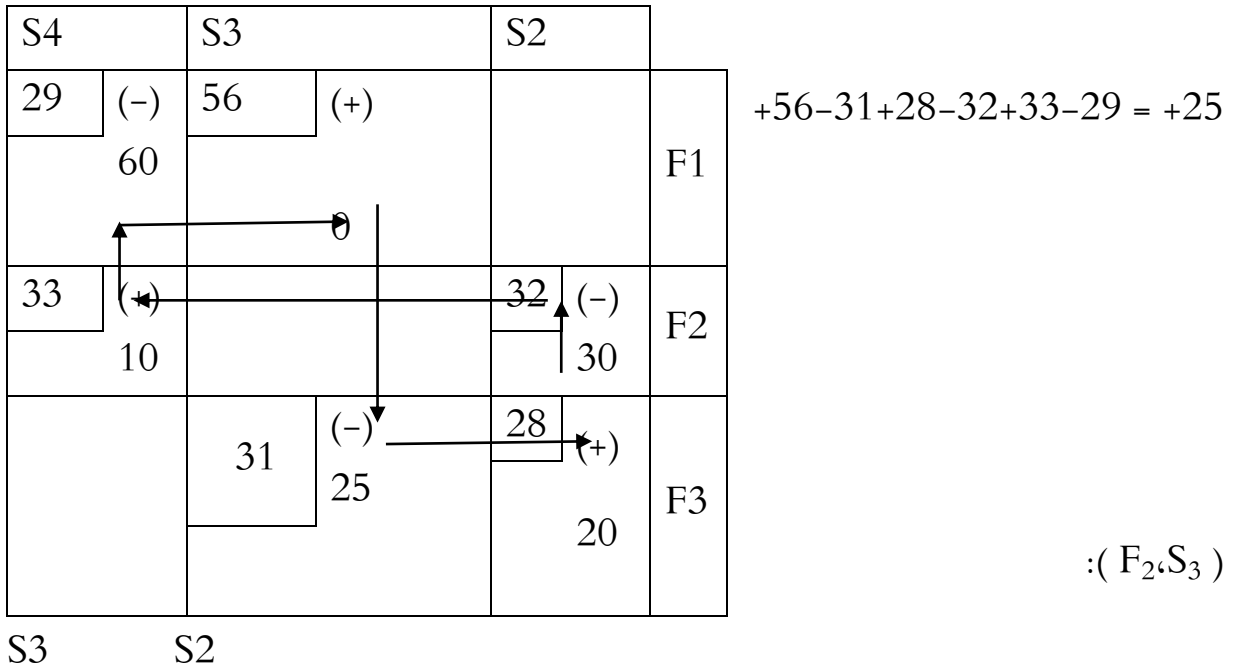 S4 S3 S2
29 (-) 56 (+)
+56-31+28-32+33-29 = +25
60 F1
0
33 (+) 32 (-)
F2
10 30
31 (-) 28 (+)
25 F3
20
:( F₂،S₃ )
S3 S2